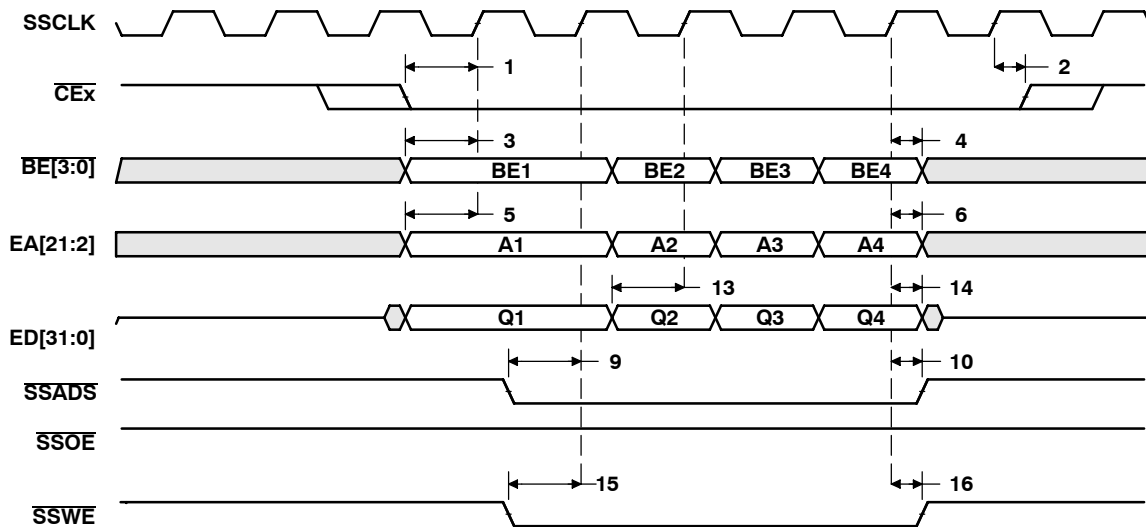 SSCLK
1 2
CEx
3 4
BE[3:0] BE1 BE2 BE3 BE4
5 6
EA[21:2] A1 A2 A3 A4
13 14
ED[31:0] Q1 Q2 Q3 Q4
9 10
SSADS
SSOE
15 16
SSWE